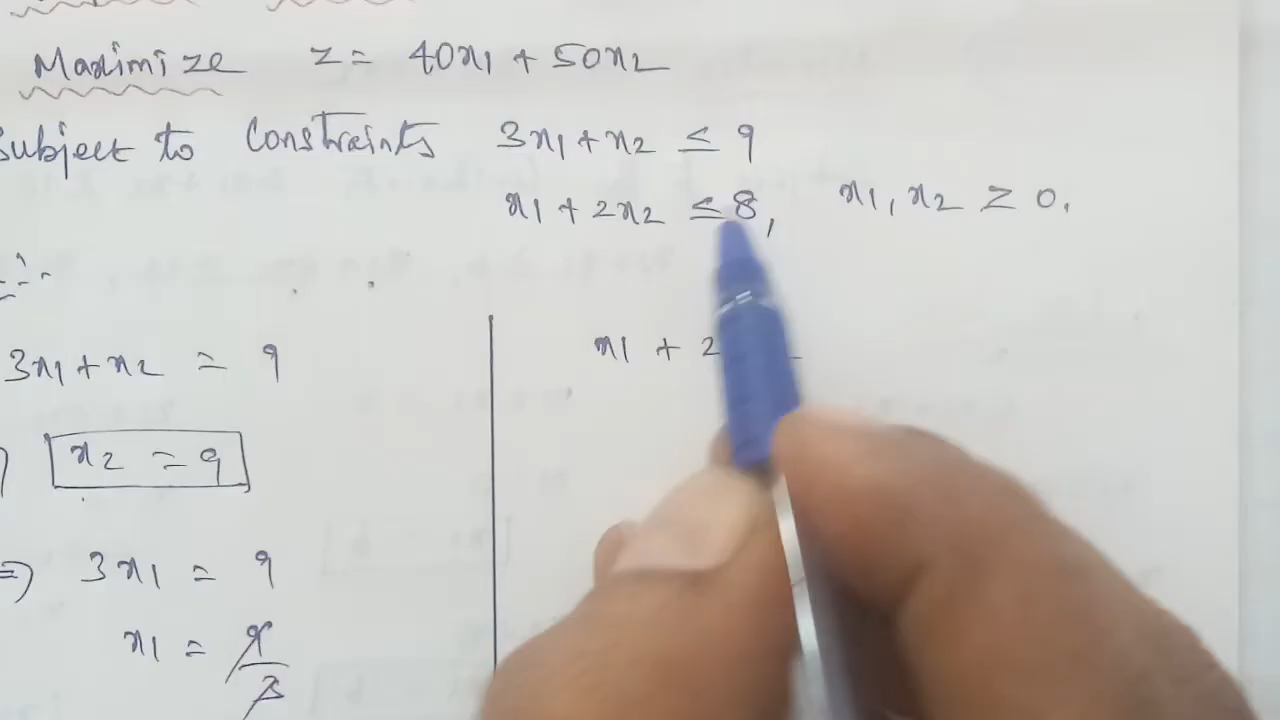 Maximize z = 40x1 + 50x2
Subject to Constraints 3x1 + x2 ≤ 9
x1 + 2x2 ≤ 8, x1, x2 ≥ 0.
3x1 + x2 = 9
x2 = 9
⇒ 3x1 = 9
x1 = 9/3
x1 + 2